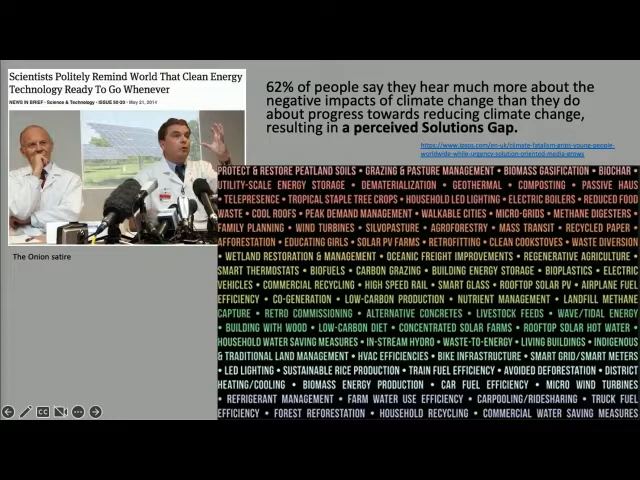 Scientists Politely Remind World That Clean Energy
Technology Ready To Go Whenever
NEWS IN BRIEF • Science & Technology • ISSUE 50•20 • May 21, 2014
62% of people say they hear much more about the
negative impacts of climate change than they do
about progress towards reducing climate change,
resulting in a perceived Solutions Gap.
https://www.ipsos.com/en-uk/climate-fatalism-grips-young-people-
worldwide-while-urgency-solution-oriented-media-grows
PROTECT & RESTORE PEATLAND SOILS • GRAZING & PASTURE MANAGEMENT • BIOMASS GASIFICATION • BIOCHAR •
UTILITY-SCALE ENERGY STORAGE • DEMATERIALIZATION • GEOTHERMAL • COMPOSTING • PASSIVE HAUS
• TELEPRESENCE • TROPICAL STAPLE TREE CROPS • HOUSEHOLD LED LIGHTING • ELECTRIC BOILERS • REDUCED FOOD
WASTE • COOL ROOFS • PEAK DEMAND MANAGEMENT • WALKABLE CITIES • MICRO-GRIDS • METHANE DIGESTERS •
FAMILY PLANNING • WIND TURBINES • SILVOPASTURE • AGROFORESTRY • MASS TRANSIT • RECYCLED PAPER •
AFFORESTATION • EDUCATING GIRLS • SOLAR PV FARMS • RETROFITTING • CLEAN COOKSTOVES • WASTE DIVERSION
• WETLAND RESTORATION & MANAGEMENT • OCEANIC FREIGHT IMPROVEMENTS • REGENERATIVE AGRICULTURE •
SMART THERMOSTATS • BIOFUELS • CARBON GRAZING • BUILDING ENERGY STORAGE • BIOPLASTICS • ELECTRIC
VEHICLES • COMMERCIAL RECYCLING • HIGH SPEED RAIL • SMART GLASS • ROOFTOP SOLAR PV • AIRPLANE FUEL
EFFICIENCY • CO-GENERATION • LOW-CARBON PRODUCTION • NUTRIENT MANAGEMENT • LANDFILL METHANE
CAPTURE • RETRO COMMISSIONING • ALTERNATIVE CONCRETES • LIVESTOCK FEEDS • WAVE/TIDAL ENERGY
• BUILDING WITH WOOD • LOW-CARBON DIET • CONCENTRATED SOLAR FARMS • ROOFTOP SOLAR HOT WATER •
HOUSEHOLD WATER SAVING MEASURES • IN-STREAM HYDRO • WASTE-TO-ENERGY • LIVING BUILDINGS • INDIGENOUS
& TRADITIONAL LAND MANAGEMENT • HVAC EFFICIENCIES • BIKE INFRASTRUCTURE • SMART GRID/SMART METERS
• LED LIGHTING • SUSTAINABLE RICE PRODUCTION • TRAIN FUEL EFFICIENCY • AVOIDED DEFORESTATION • DISTRICT
HEATING/COOLING • BIOMASS ENERGY PRODUCTION • CAR FUEL EFFICIENCY • MICRO WIND TURBINES
• REFRIGERANT MANAGEMENT • FARM WATER USE EFFICIENCY • CARPOOLING/RIDESHARING • TRUCK FUEL
EFFICIENCY • FOREST REFORESTATION • HOUSEHOLD RECYCLING • COMMERCIAL WATER SAVING MEASURES
The Onion satire
CC